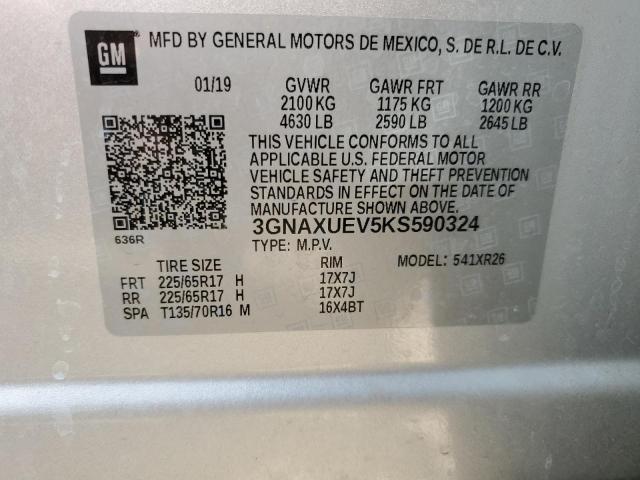 GM
MFD BY GENERAL MOTORS DE MEXICO, S. DE R.L. DE C.V.
01/19 GVWR GAWR FRT GAWR RR
2100 KG 1175 KG 1200 KG
4630 LB 2590 LB 2645 LB
THIS VEHICLE CONFORMS TO ALL
APPLICABLE U.S. FEDERAL MOTOR
VEHICLE SAFETY AND THEFT PREVENTION
STANDARDS IN EFFECT ON THE DATE OF
MANUFACTURE SHOWN ABOVE.
3GNAXUEV5KS590324
636R
TYPE: M.P.V. MODEL: 541XR26
TIRE SIZE RIM
FRT 225/65R17 H 17X7J
RR 225/65R17 H 17X7J
SPA T135/70R16 M 16X4BT